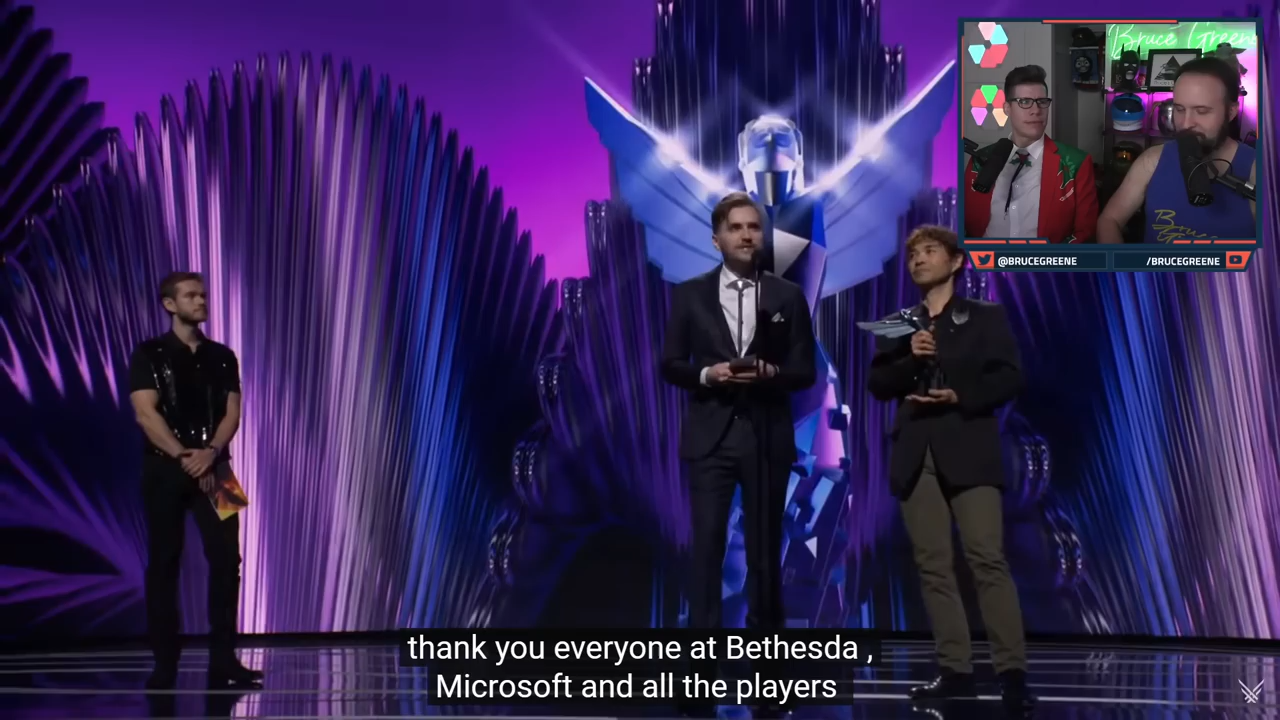 Bruce Greene
@BRUCEGREENE
/BRUCEGREENE
thank you everyone at Bethesda ,
Microsoft and all the players